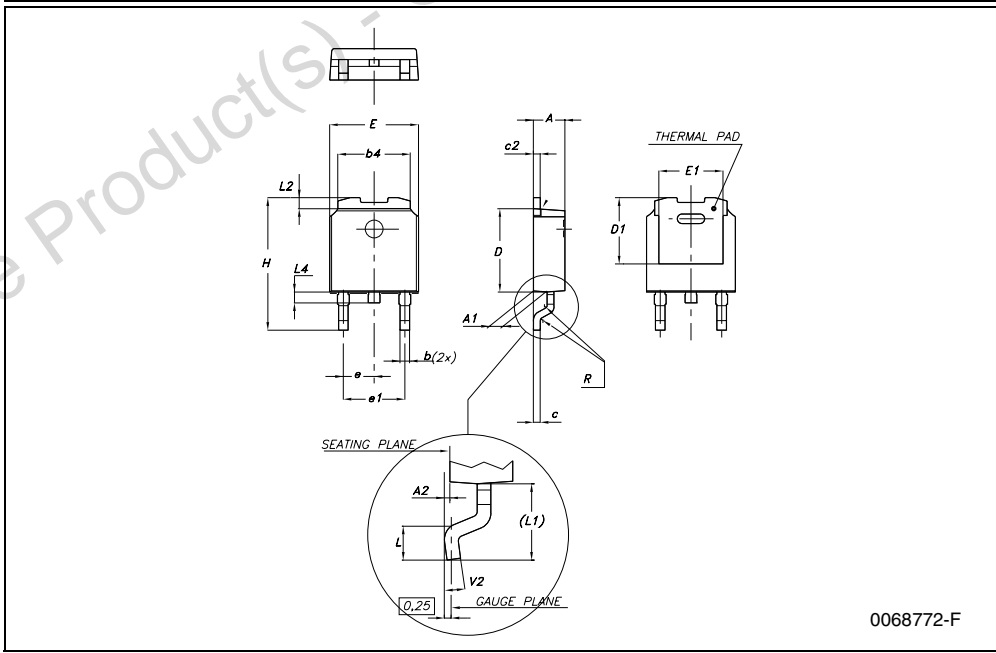 e Product(s) -
E
b4
L2
H
L4
b(2x)
e
e1
A
c2
D
A1
R
c
THERMAL PAD
E1
D1
SEATING PLANE
A2
(L1)
L
V2
0,25
GAUGE PLANE
0068772-F